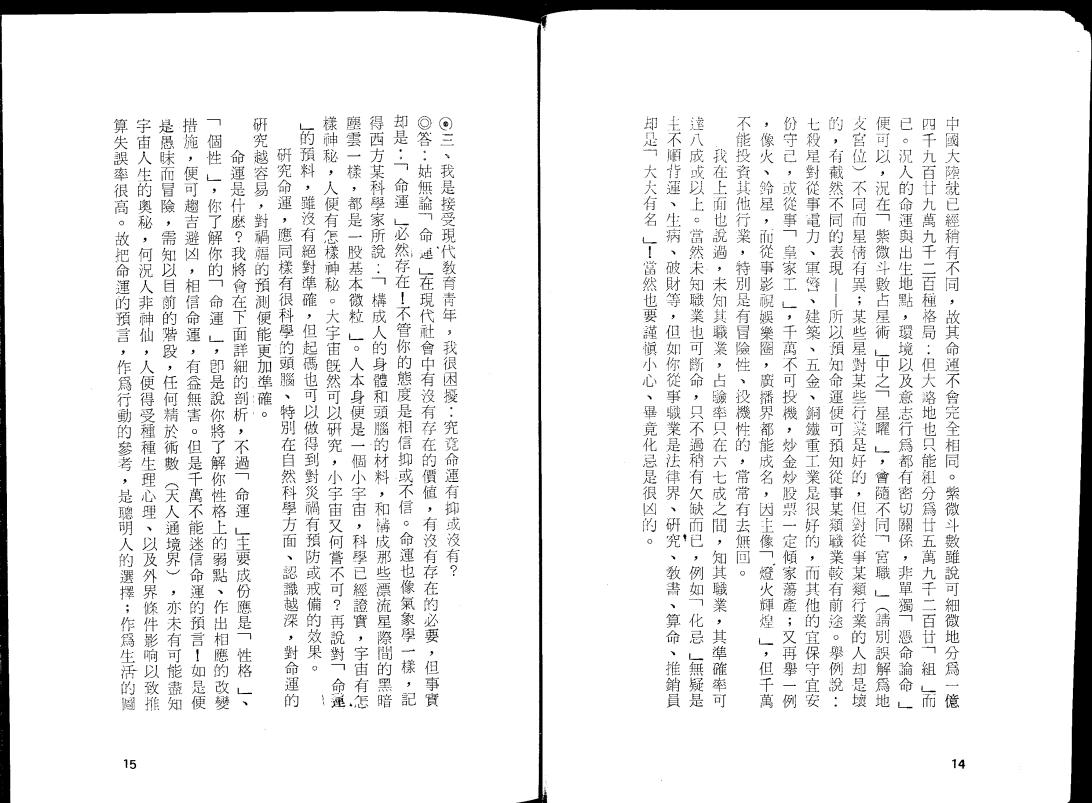 中國大陸就已經稍有不同，故其命運不會完全相同。紫微斗數雖說可細微地分爲一億
四千九百廿九萬九千二百種格局：但大略地也只能組分爲廿五萬九千二百廿「組」而
已。況人的命運與出生地點，環境以及意志行爲都有密切關係，非單獨「憑命論命」
便可以，況在「紫微斗數占星術」中之「星曜」，會隨不同「宮職」（請別誤解爲地
支宮位）不同而星情有異；某些星對某些行業是好的，但對從事某類行業的人却是壞
的，有截然不同的表現——所以預知命運便可預知從事某類職業較有前途。舉例說：
七殺星對從事電力、軍警、建築、五金、鋼鐵重工業是很好的，而其他的宜保守宜安
份守己，或從事「皇家工」，千萬不可投機，炒金炒股票一定傾家蕩產；又再舉一例
，像火、鈴星，而從事影視娛樂圈，廣播界都能成名，因主像「燈火輝煌」，但千萬
不能投資其他行業，特別是有冒險性、投機性的，常常有去無回。
我在上面也說過，未知其職業，占驗率只在六七成之間，知其職業，其準確率可
達八成或以上。當然未知職業也可斷命，只不過稍有欠缺而已，例如「化忌」無疑是
主不順背運、生病、破財等，但如你從事職業是法律界、研究、教書、算命、推銷員
却是「大大有名」！當然也要謹愼小心、畢竟化忌是很凶的。
14
◉三、我是接受現代教育靑年，我很困擾：究竟命運有抑或沒有？
◎答：姑無論「命運」在現代社會中有沒有存在的價値，有沒有存在的必要，但事實
却是：「命運」必然存在！不管你的態度是相信抑或不信。命運也像氣象學一樣，記
得西方某科學家所說：「構成人的身體和頭腦的材料，和構成那些漂流星際間的黑暗
塵雲一樣，都是一股基本微粒」。人本身便是一個小宇宙，科學已經證實，宇宙有怎
樣神秘，人便有怎樣神秘。大宇宙旣然可以研究，小宇宙又何嘗不可？再說對「命運
」的預料，雖沒有絕對準確，但起碼也可以做得到對災禍有預防或戒備的效果。
研究命運，應同樣有很科學的頭腦、特別在自然科學方面、認識越深，對命運的
研究越容易，對禍福的預測便能更加準確。
命運是什麽？我將會在下面詳細的剖析，不過「命運」主要成份應是「性格」、
「個性」，你了解你的「命運」，卽是說你將了解你性格上的弱點、作出相應的改變
措施，便可趨吉避凶，相信命運，有益無害。但是千萬不能迷信命運的預言！如是便
是愚昧而冒險，需知以目前的階段，任何精於術數（天人通境界），亦未有可能盡知
宇宙人生的奧秘，何況人非神仙，人便得受種種生理心理、以及外界條件影响以致推
算失誤率很高。故把命運的預言，作爲行動的參考，是聰明人的選擇；作爲生活的圖
15